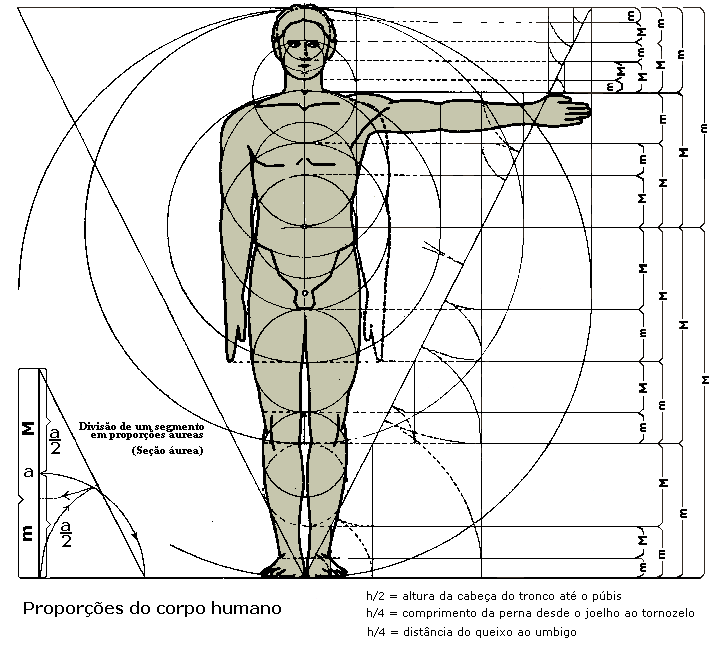 M
a/2
a
m
a/2
Divisão de um segmento
em proporções áureas
(Seção áurea)
m
M
m
M
M
m
m
M
m
m
M
m
M
m
M
M
m
m
M
M
m
M
m
M
m
M
m
M
m
m
M
Proporções do corpo humano
h/2 = altura da cabeça do tronco até o púbis
h/4 = comprimento da perna desde o joelho ao tornozelo
h/4 = distância do queixo ao umbigo